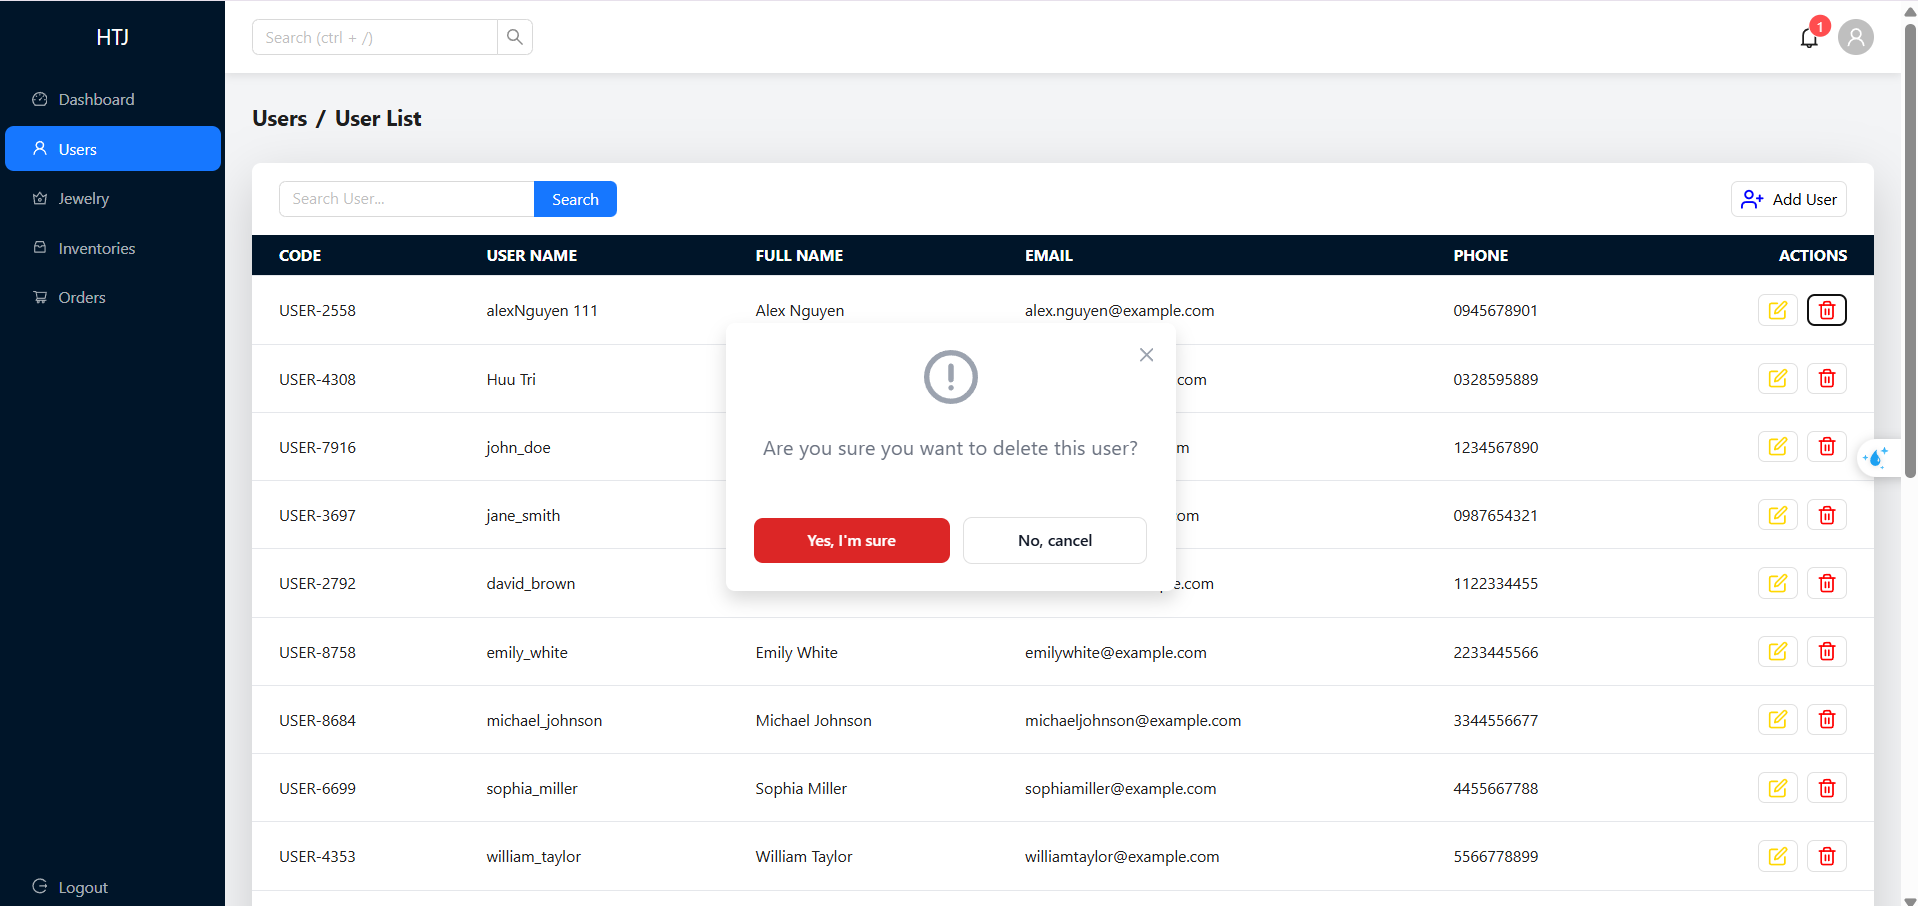 HTJ
Search (ctrl + /)
1
Dashboard
Users
Jewelry
Inventories
Orders
Logout
Users / User List
Search User...
Search
Add User
CODE USER NAME FULL NAME EMAIL PHONE ACTIONS
USER-2558 alexNguyen 111 Alex Nguyen alex.nguyen@example.com 0945678901
USER-4308 Huu Tri com 0328595889
USER-7916 john_doe m 1234567890
USER-3697 jane_smith om 0987654321
USER-2792 david_brown e.com 1122334455
USER-8758 emily_white Emily White emilywhite@example.com 2233445566
USER-8684 michael_johnson Michael Johnson michaeljohnson@example.com 3344556677
USER-6699 sophia_miller Sophia Miller sophiamiller@example.com 4455667788
USER-4353 william_taylor William Taylor williamtaylor@example.com 5566778899
Are you sure you want to delete this user?
Yes, I'm sure
No, cancel